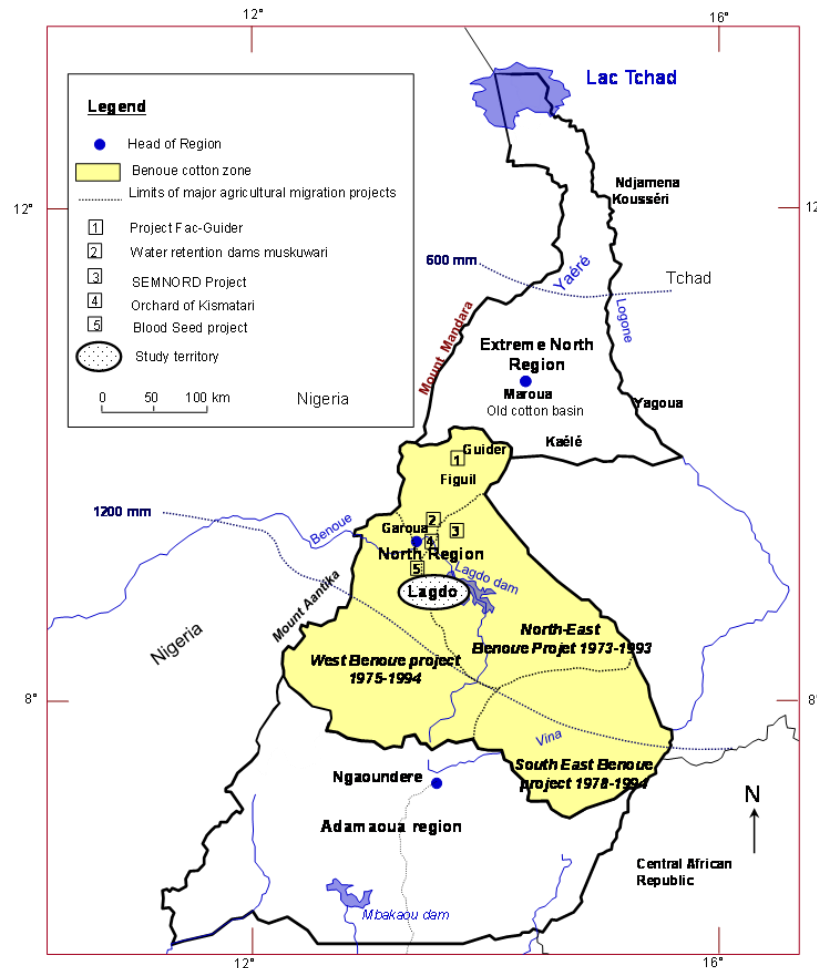 12°
16°
Lac Tchad
Legend
Head of Region
Benoue cotton zone
Limits of major agricultural migration projects
1 Project Fac-Guider
2 Water retention dams muskuwari
3 SEMNORD Project
4 Orchard of Kismatari
5 Blood Seed project
Study territory
0 50 100 km
Nigeria
Ndjamena
Kousséri
12°
12
600 mm
Yaéré
Tchad
Logone
Mount Mandara
Extreme North
Region
Maroua
Old cotton basin
Yagoua
Kaélé
Guider
1
Figuil
1200 mm
Benoue
Garoua
2
3
4
North Region
5
Lagdo dam
Lagdo
Mount Aantika
Nigeria
North-East
Benoue Projet 1973-1993
West Benoue project
1975-1994
8°
8°
Vina
South East Benoue
project 1978-1994
Ngaoundere
N
Adamaoua region
Central African
Republic
Mbakaou dam
12°
16°